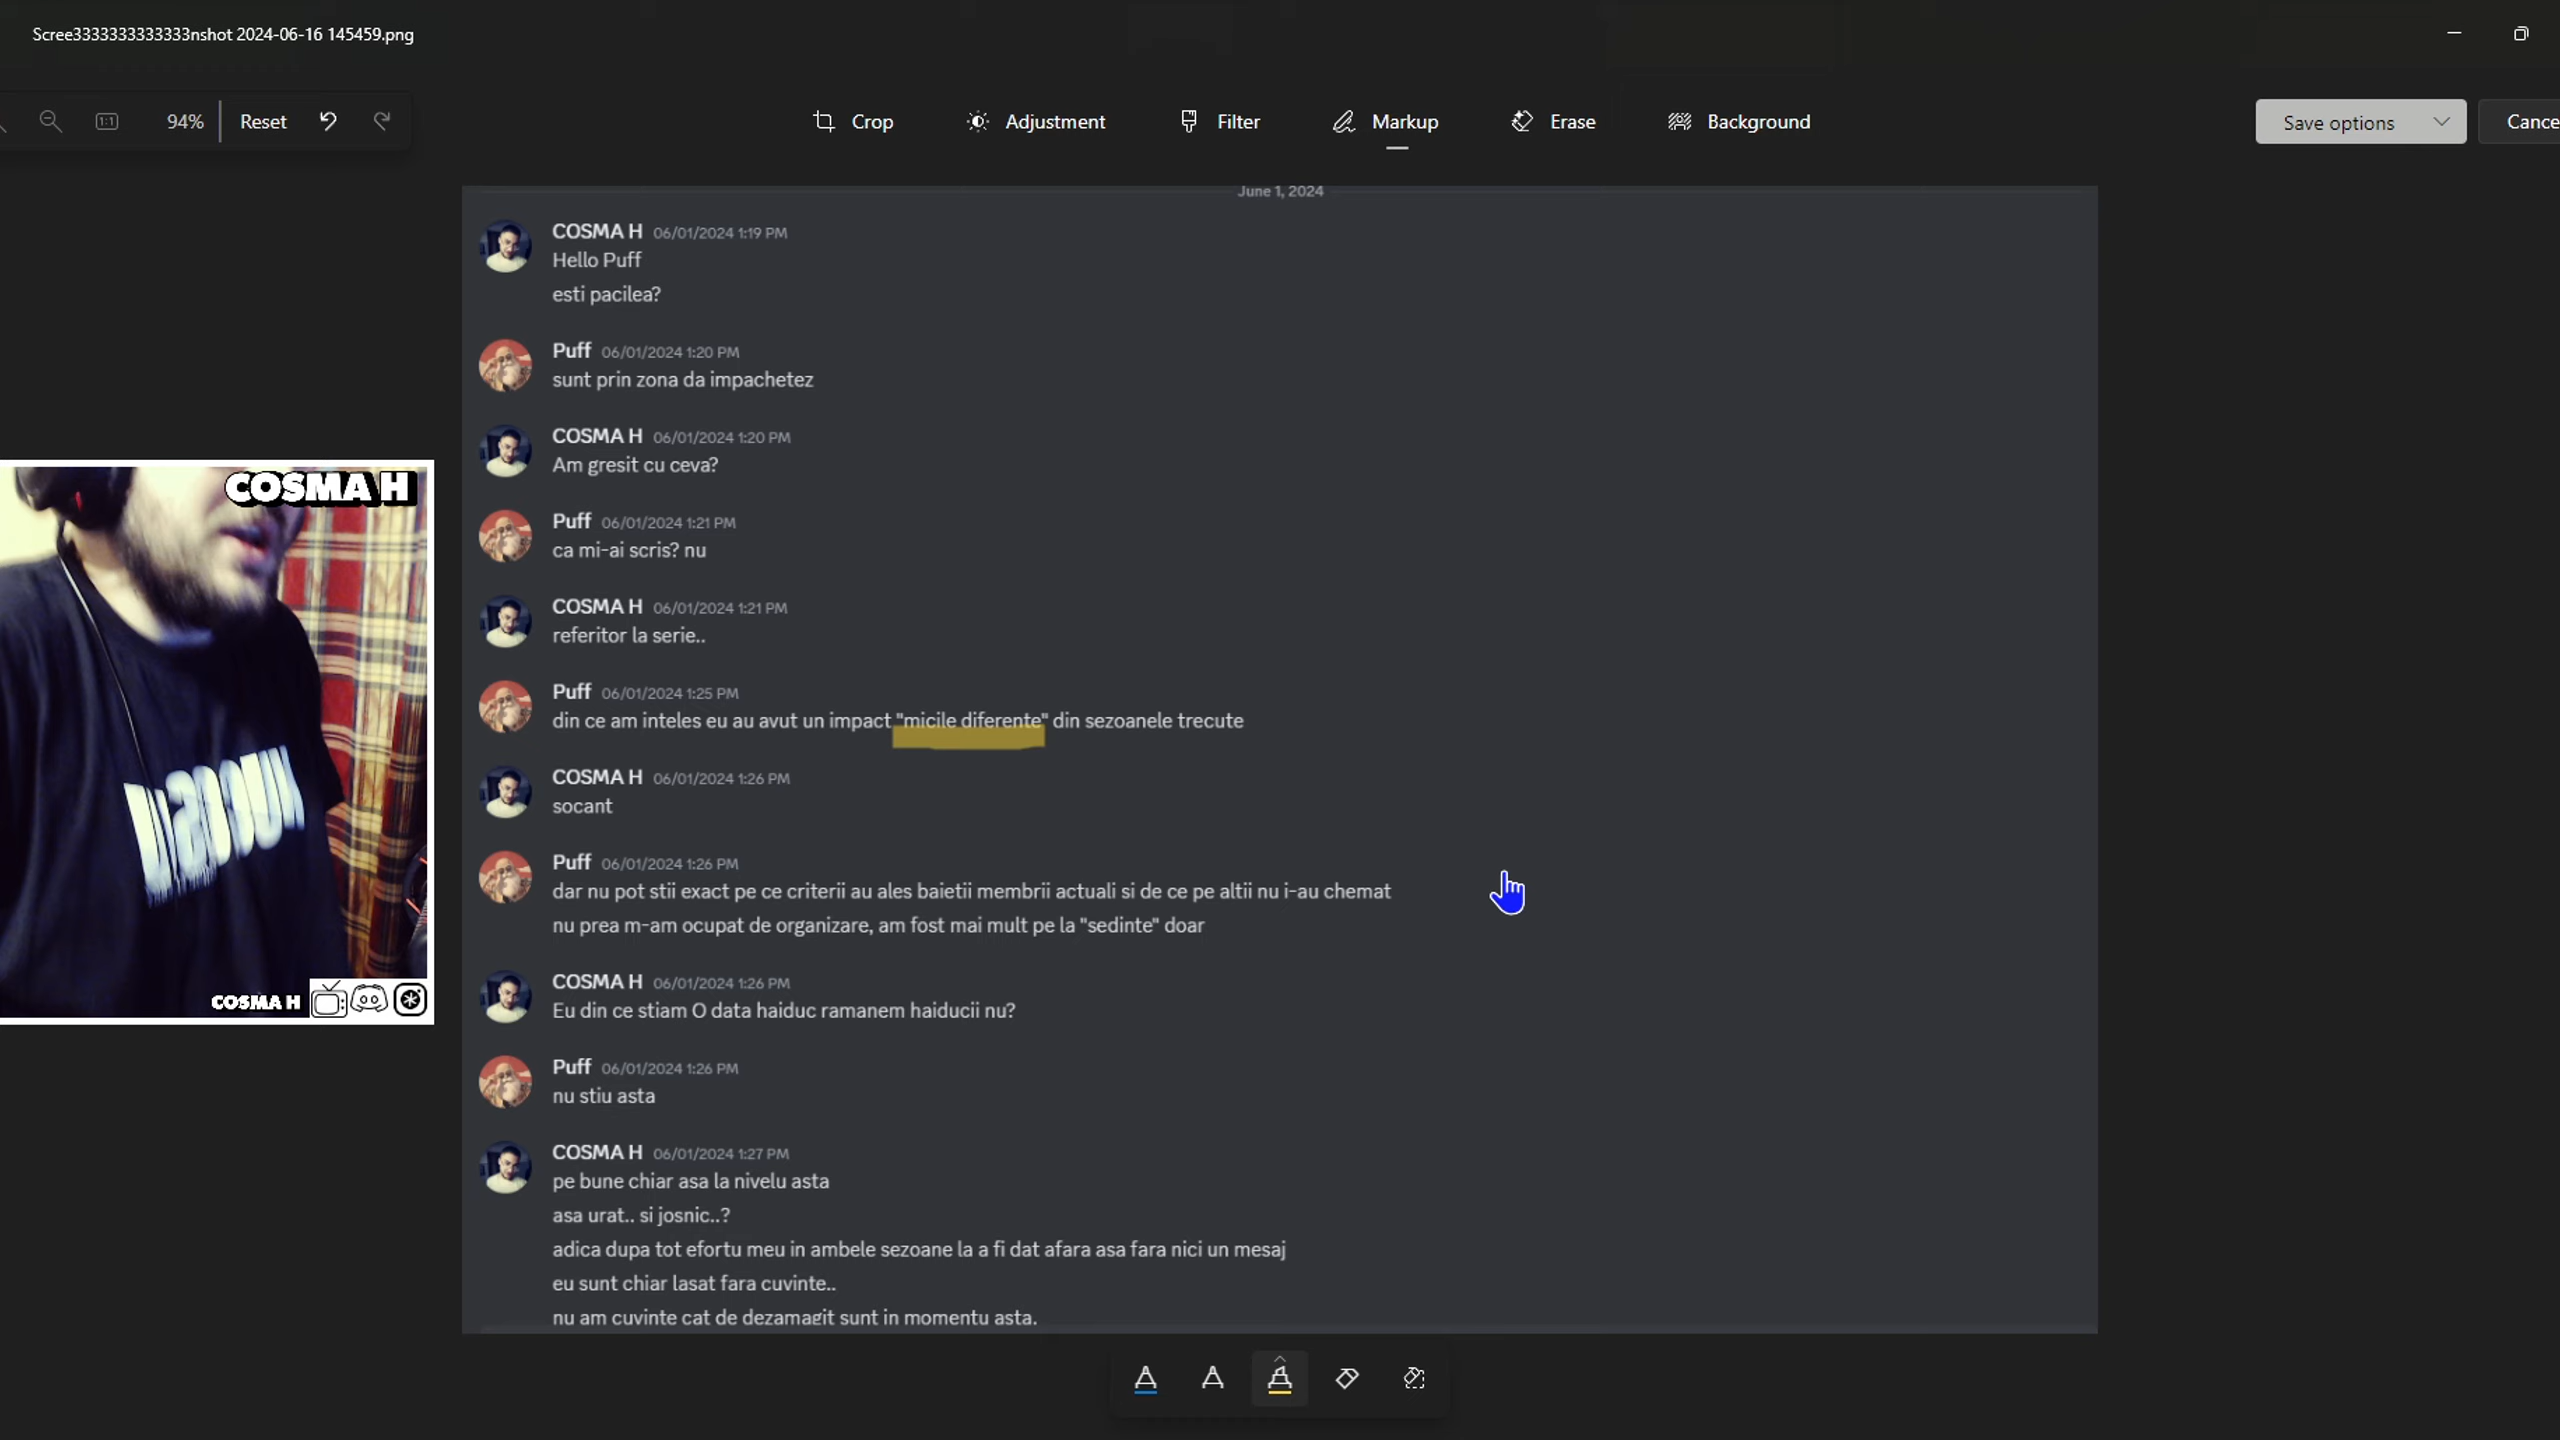 Scree3333333333333nshot 2024-06-16 145459.png
94% Reset
Crop Adjustment Filter Markup Erase Background
Save options Cance
June 1, 2024
COSMA H 06/01/2024 1:19 PM
Hello Puff
esti pacilea?
Puff 06/01/2024 1:20 PM
sunt prin zona da impachetez
COSMA H 06/01/2024 1:20 PM
Am gresit cu ceva?
Puff 06/01/2024 1:21 PM
ca mi-ai scris? nu
COSMA H 06/01/2024 1:21 PM
referitor la serie..
Puff 06/01/2024 1:25 PM
din ce am inteles eu au avut un impact "micile diferente" din sezoanele trecute
COSMA H 06/01/2024 1:26 PM
socant
Puff 06/01/2024 1:26 PM
dar nu pot stii exact pe ce criterii au ales baietii membrii actuali si de ce pe altii nu i-au chemat
nu prea m-am ocupat de organizare, am fost mai mult pe la "sedinte" doar
COSMA H 06/01/2024 1:26 PM
Eu din ce stiam O data haiduc ramanem haiducii nu?
Puff 06/01/2024 1:26 PM
nu stiu asta
COSMA H 06/01/2024 1:27 PM
pe bune chiar asa la nivelu asta
asa urat.. si josnic..?
adica dupa tot efortu meu in ambele sezoane la a fi dat afara asa fara nici un mesaj
eu sunt chiar lasat fara cuvinte..
nu am cuvinte cat de dezamagit sunt in momentu asta.
COSMA H
COSMA H